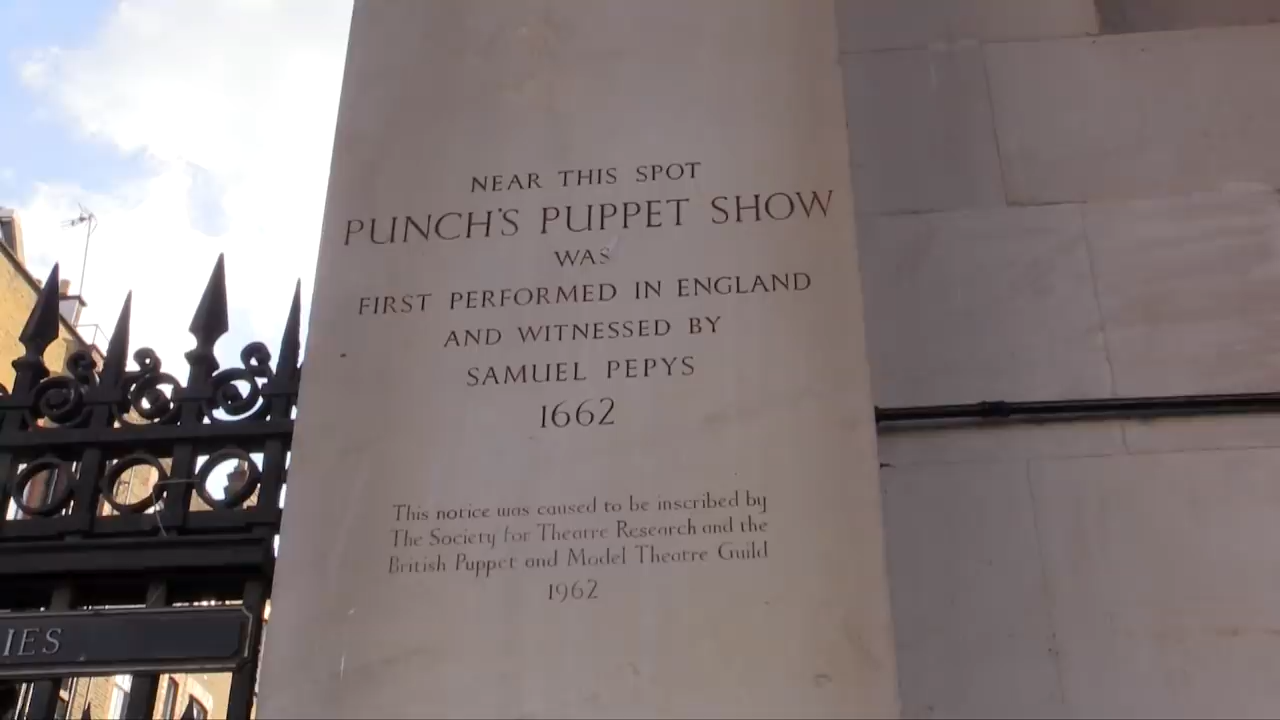 NEAR THIS SPOT
PUNCH'S PUPPET SHOW
WAS
FIRST PERFORMED IN ENGLAND
AND WITNESSED BY
SAMUEL PEPYS
1662
This notice was caused to be inscribed by
The Society for Theatre Research and the
British Puppet and Model Theatre Guild
1962
IES